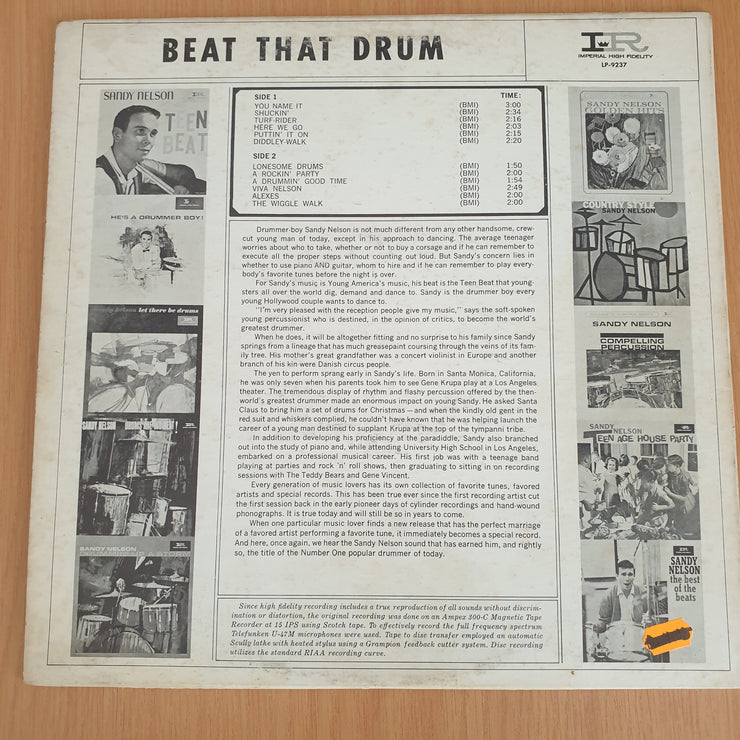 BEAT THAT DRUM
IR
IMPERIAL HIGH FIDELITY
LP-9237
SANDY NELSON
TEEN
BEAT
HE'S A DRUMMER BOY!
sandy nelson let there be drums
SANDY NELSON
SANDY NELSON
SIDE 1 TIME:
YOU NAME IT (BMI) 3:00
SHUCKIN' (BMI) 2:34
TURF-RIDER (BMI) 2:16
HERE WE GO (BMI) 2:03
PUTTIN' IT ON (BMI) 2:15
DIDDLEY-WALK (BMI) 2:20
SIDE 2
LONESOME DRUMS (BMI) 1:50
A ROCKIN' PARTY (BMI) 2:00
A DRUMMIN' GOOD TIME (BMI) 1:54
VIVA NELSON (BMI) 2:49
ALEXES (BMI) 2:00
THE WIGGLE WALK (BMI) 2:00
Drummer-boy Sandy Nelson is not much different from any other handsome, crew-
cut young man of today, except in his approach to dancing. The average teenager
worries about who to take, whether or not to buy a corsage and if he can remember to
execute all the proper steps without counting out loud. But Sandy's concern lies in
whether to use piano AND guitar, whom to hire and if he can remember to play every-
body's favorite tunes before the night is over.
For Sandy's music is Young America's music, his beat is the Teen Beat that young-
sters all over the world dig, demand and dance to. Sandy is the drummer boy every
young Hollywood couple wants to dance to.
"I'm very pleased with the reception people give my music," says the soft-spoken
young percussionist who is destined, in the opinion of critics, to become the world's
greatest drummer.
When he does, it will be altogether fitting and no surprise to his family since Sandy
springs from a lineage that has much greasepaint coursing through the veins of its fam-
ily tree. His mother's great grandfather was a concert violinist in Europe and another
branch of his kin were Danish circus people.
The yen to perform sprang early in Sandy's life. Born in Santa Monica, California,
he was only seven when his parents took him to see Gene Krupa play at a Los Angeles
theater. The tremendous display of rhythm and flashy percussion offered by the then-
world's greatest drummer made an enormous impact on young Sandy. He asked Santa
Claus to bring him a set of drums for Christmas—and when the kindly old gent in the
red suit and whiskers complied, he couldn't have known that he was helping launch the
career of a young man destined to supplant Krupa at the top of the tympanni tribe.
In addition to developing his proficiency at the paradiddle, Sandy also branched
out into the study of piano and, while attending University High School in Los Angeles,
embarked on a professional musical career. His first job was with a teenage band
playing at parties and rock 'n' roll shows, then graduating to sitting in on recording
sessions with The Teddy Bears and Gene Vincent.
Every generation of music lovers has its own collection of favorite tunes, favored
artists and special records. This has been true ever since the first recording artist cut
the first session back in the early pioneer days of cylinder recordings and hand-wound
phonographs. It is true today and will still be so in years to come.
When one particular music lover finds a new release that has the perfect marriage
of a favored artist performing a favorite tune, it immediately becomes a special record.
And here, once again, we hear the Sandy Nelson sound that has earned him, and rightly
so, the title of the Number One popular drummer of today.
Since high fidelity recording includes a true reproduction of all sounds without discrim-
ination or distortion, the original recording was done on an Ampex 300-C Magnetic Tape
Recorder at 15 IPS using Scotch tape. To effectively record the full frequency spectrum
Telefunken U-47M microphones were used. Tape to disc transfer employed an automatic
Scully lathe with heated stylus using a Grampion feedback cutter system. Disc recording
utilizes the standard RIAA recording curve.
SANDY NELSON
GOLDEN HITS
COUNTRY STYLE
SANDY NELSON
SANDY NELSON
COMPELLING
PERCUSSION
SANDY
NELSON
TEEN AGE HOUSE PARTY
SANDY
NELSON
the best
of the
beats